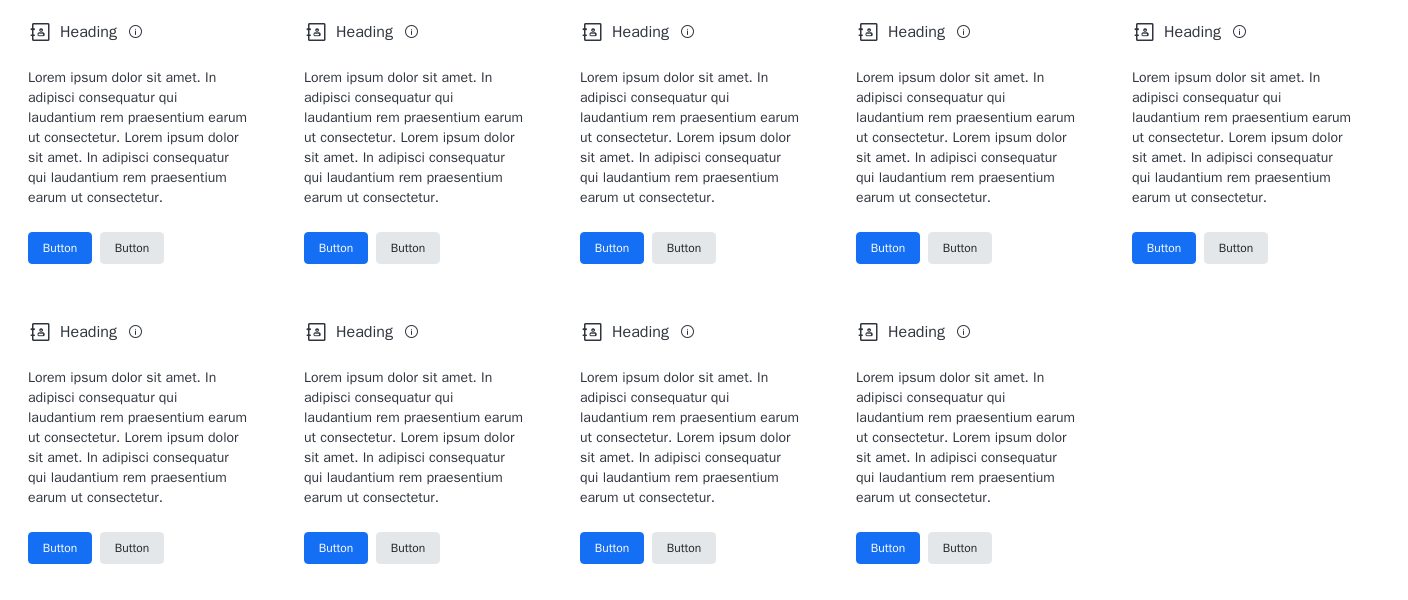 Heading
Lorem ipsum dolor sit amet. In
adipisci consequatur qui
laudantium rem praesentium earum
ut consectetur. Lorem ipsum dolor
sit amet. In adipisci consequatur
qui laudantium rem praesentium
earum ut consectetur.
Button Button
Heading
Lorem ipsum dolor sit amet. In
adipisci consequatur qui
laudantium rem praesentium earum
ut consectetur. Lorem ipsum dolor
sit amet. In adipisci consequatur
qui laudantium rem praesentium
earum ut consectetur.
Button Button
Heading
Lorem ipsum dolor sit amet. In
adipisci consequatur qui
laudantium rem praesentium earum
ut consectetur. Lorem ipsum dolor
sit amet. In adipisci consequatur
qui laudantium rem praesentium
earum ut consectetur.
Button Button
Heading
Lorem ipsum dolor sit amet. In
adipisci consequatur qui
laudantium rem praesentium earum
ut consectetur. Lorem ipsum dolor
sit amet. In adipisci consequatur
qui laudantium rem praesentium
earum ut consectetur.
Button Button
Heading
Lorem ipsum dolor sit amet. In
adipisci consequatur qui
laudantium rem praesentium earum
ut consectetur. Lorem ipsum dolor
sit amet. In adipisci consequatur
qui laudantium rem praesentium
earum ut consectetur.
Button Button
Heading
Lorem ipsum dolor sit amet. In
adipisci consequatur qui
laudantium rem praesentium earum
ut consectetur. Lorem ipsum dolor
sit amet. In adipisci consequatur
qui laudantium rem praesentium
earum ut consectetur.
Button Button
Heading
Lorem ipsum dolor sit amet. In
adipisci consequatur qui
laudantium rem praesentium earum
ut consectetur. Lorem ipsum dolor
sit amet. In adipisci consequatur
qui laudantium rem praesentium
earum ut consectetur.
Button Button
Heading
Lorem ipsum dolor sit amet. In
adipisci consequatur qui
laudantium rem praesentium earum
ut consectetur. Lorem ipsum dolor
sit amet. In adipisci consequatur
qui laudantium rem praesentium
earum ut consectetur.
Button Button
Heading
Lorem ipsum dolor sit amet. In
adipisci consequatur qui
laudantium rem praesentium earum
ut consectetur. Lorem ipsum dolor
sit amet. In adipisci consequatur
qui laudantium rem praesentium
earum ut consectetur.
Button Button